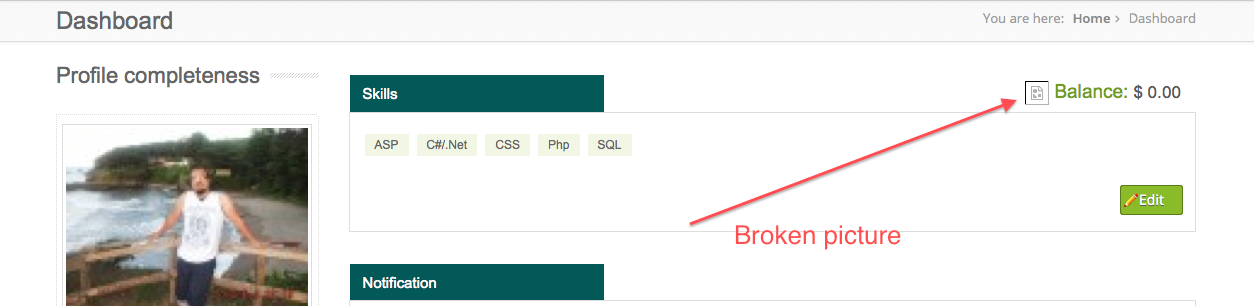 Dashboard
You are here: Home › Dashboard
Profile completeness
Skills
Balance: $ 0.00
ASP C#/.Net CSS Php SQL
Edit
Broken picture
Notification